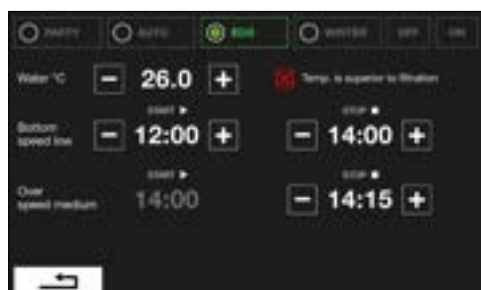 PARTY AUTO ECO WINTER OFF ON
Water °C - 26.0 + Temp. is superior to filtration
START ▶ STOP ■
Bottom speed low - 12:00 + - 14:00 +
START ▶ STOP ■
Over speed medium 14:00 - 14:15 +